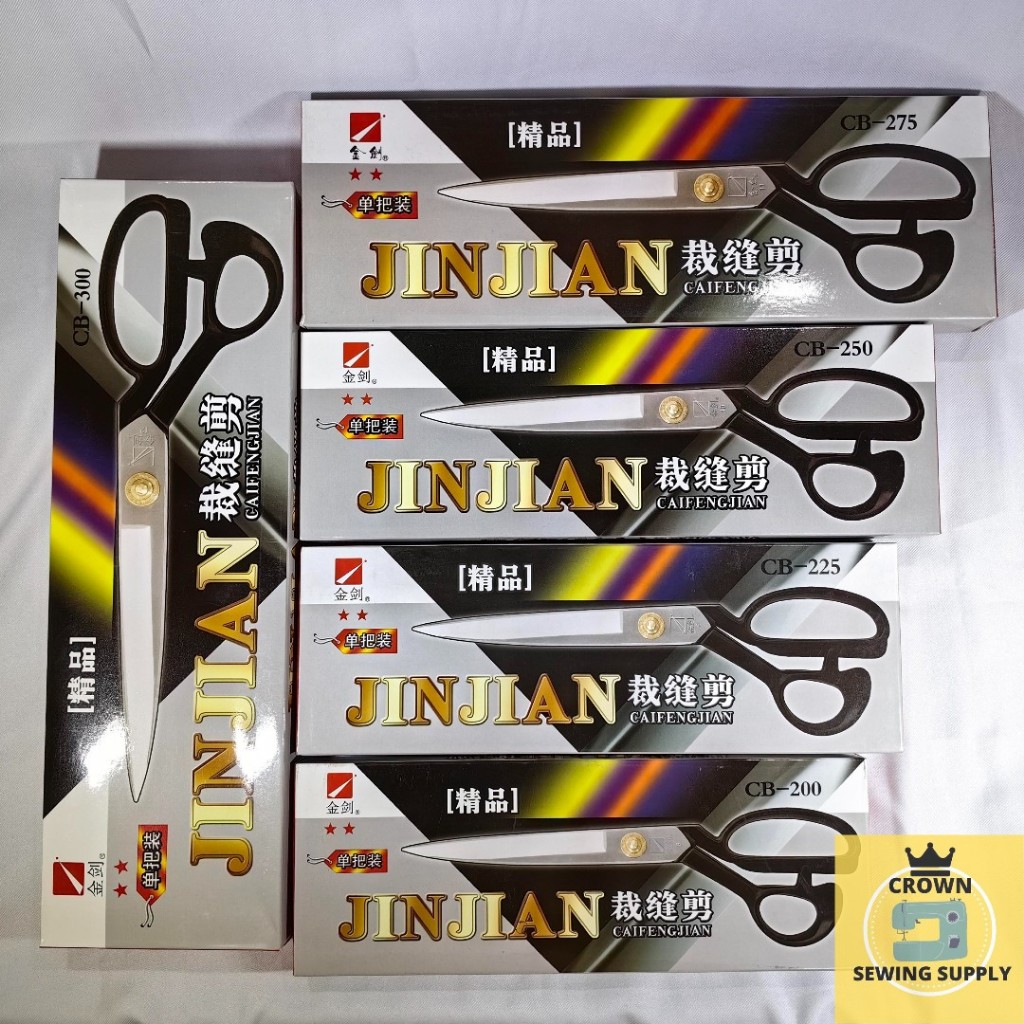 金剑®
单把装
[精品]
CB-300
JINJIAN 裁缝剪
CAIFENGJIAN
金剑®
单把装
[精品]
CB-275
JINJIAN 裁缝剪
CAIFENGJIAN
金剑®
单把装
[精品]
CB-250
JINJIAN 裁缝剪
CAIFENGJIAN
金剑®
单把装
[精品]
CB-225
JINJIAN 裁缝剪
CAIFENGJIAN
金剑®
单把装
[精品]
CB-200
JINJIAN 裁缝剪
CAIFENGJIAN
CROWN
SEWING SUPPLY